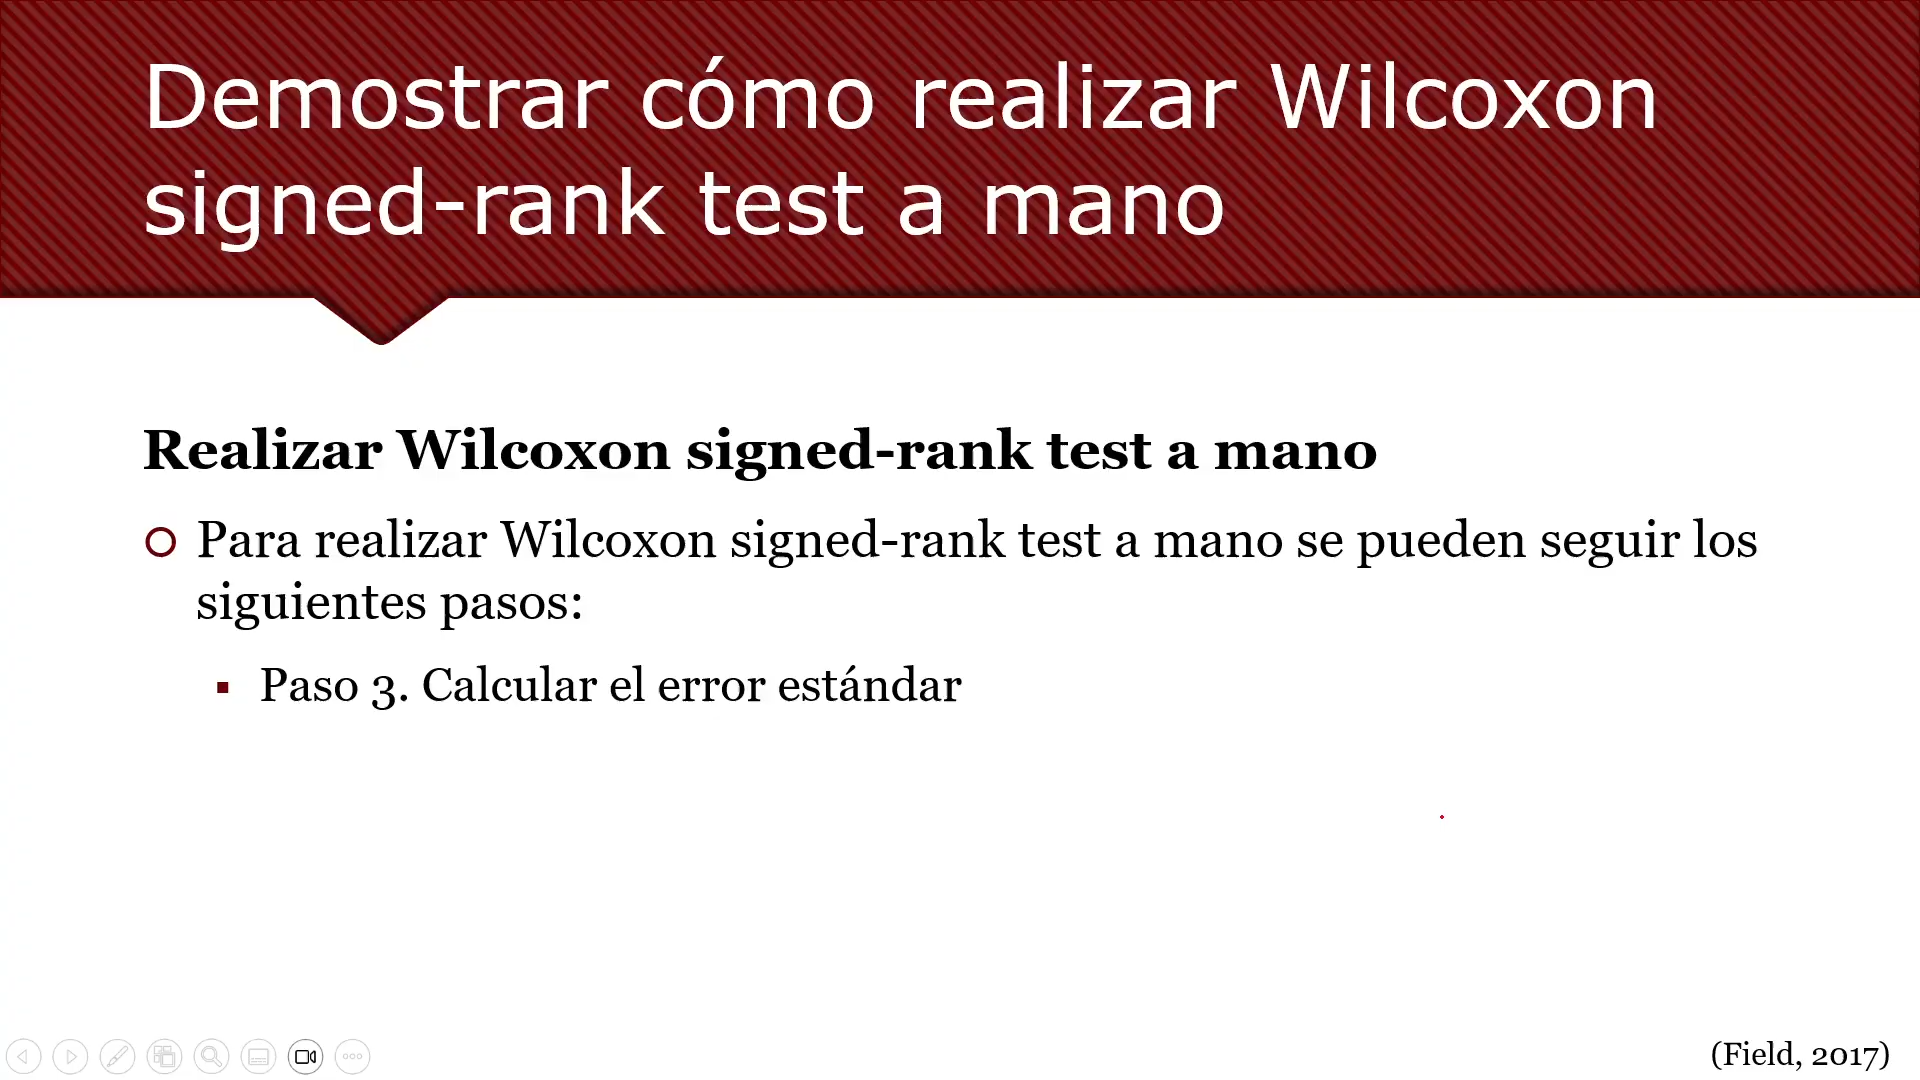 Demostrar cómo realizar Wilcoxon
signed-rank test a mano
Realizar Wilcoxon signed-rank test a mano
Para realizar Wilcoxon signed-rank test a mano se pueden seguir los
siguientes pasos:
Paso 3. Calcular el error estándar
(Field, 2017)